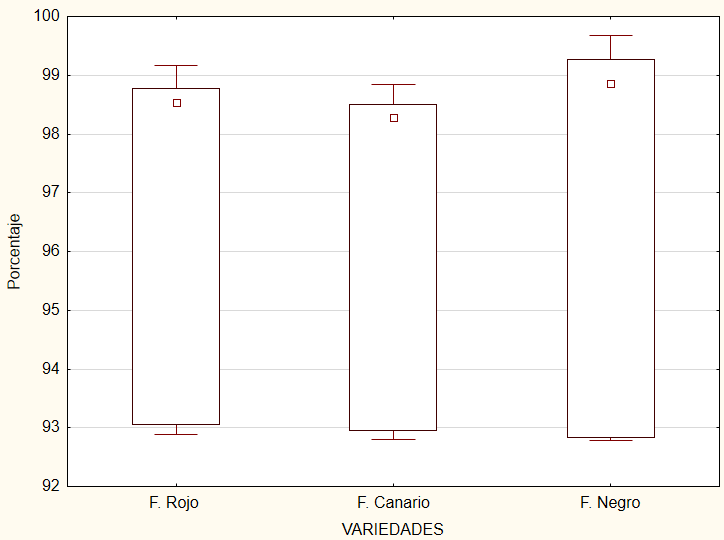 100
99
98
97
96
95
94
93
92
Porcentaje
F. Rojo
F. Canario
F. Negro
VARIEDADES